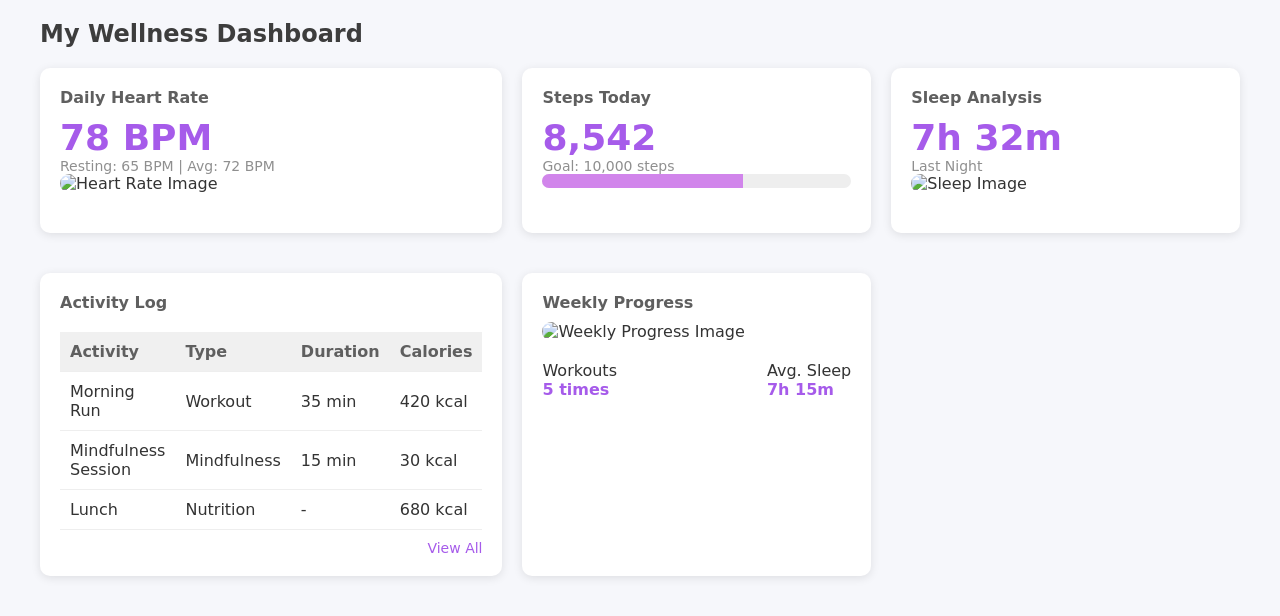 My Wellness Dashboard
Daily Heart Rate
78 BPM
Resting: 65 BPM | Avg: 72 BPM
Heart Rate Image
Steps Today
8,542
Goal: 10,000 steps
Sleep Analysis
7h 32m
Last Night
Sleep Image
Activity Log
Activity Type Duration Calories
Morning
Run Workout 35 min 420 kcal
Mindfulness
Session Mindfulness 15 min 30 kcal
Lunch Nutrition - 680 kcal
View All
Weekly Progress
Weekly Progress Image
Workouts Avg. Sleep
5 times 7h 15m